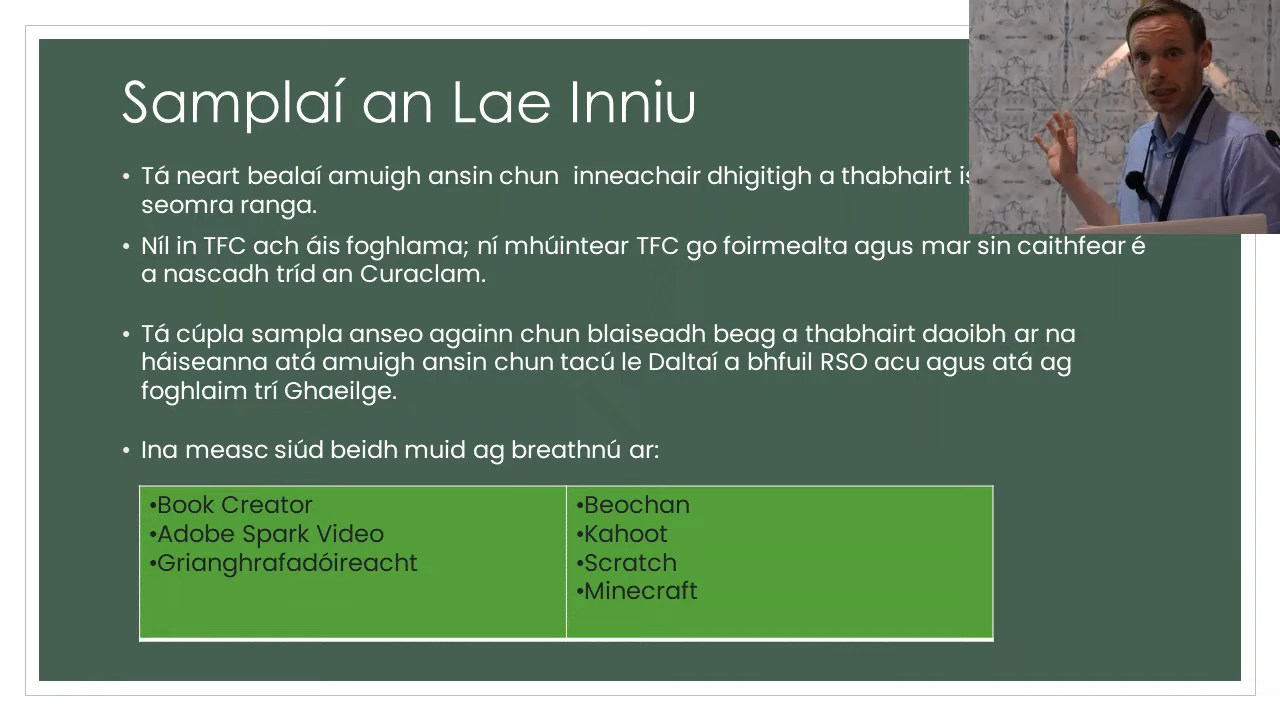 Samplaí an Lae Inniu
• Tá neart bealaí amuigh ansin chun inneachair dhigitigh a thabhairt
seomra ranga.
• Níl in TFC ach áis foghlama; ní mhúintear TFC go foirmealta agus mar sin caithfear é
a nascadh tríd an Curaclam.
• Tá cúpla sampla anseo againn chun blaiseadh beag a thabhairt daoibh ar na
háiseanna atá amuigh ansin chun tacú le Daltaí a bhfuil RSO acu agus atá ag
foghlaim trí Ghaeilge.
• Ina measc siúd beidh muid ag breathnú ar:
•Book Creator
•Adobe Spark Video
•Grianghrafadóireacht
•Beochan
•Kahoot
•Scratch
•Minecraft